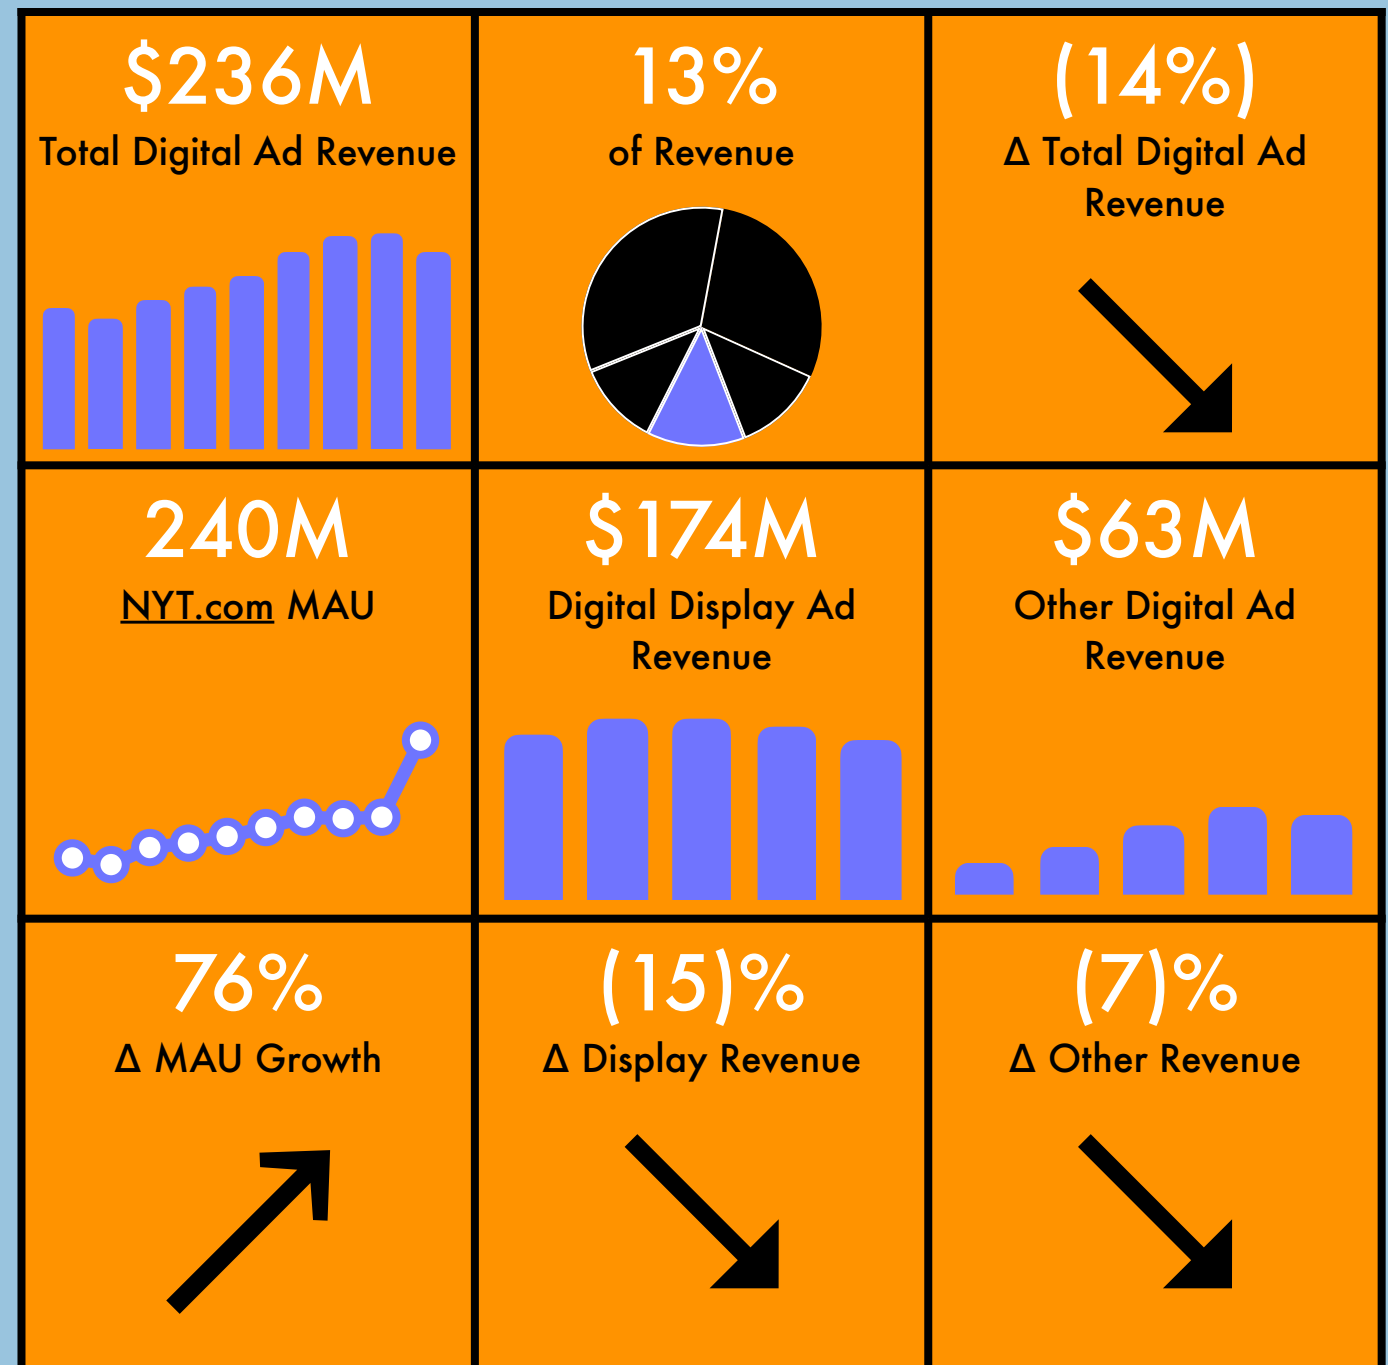 $236M
Total Digital Ad Revenue
13%
of Revenue
(14%)
Δ Total Digital Ad
Revenue
240M
NYT.com MAU
$174M
Digital Display Ad
Revenue
$63M
Other Digital Ad
Revenue
76%
Δ MAU Growth
(15)%
Δ Display Revenue
(7)%
Δ Other Revenue